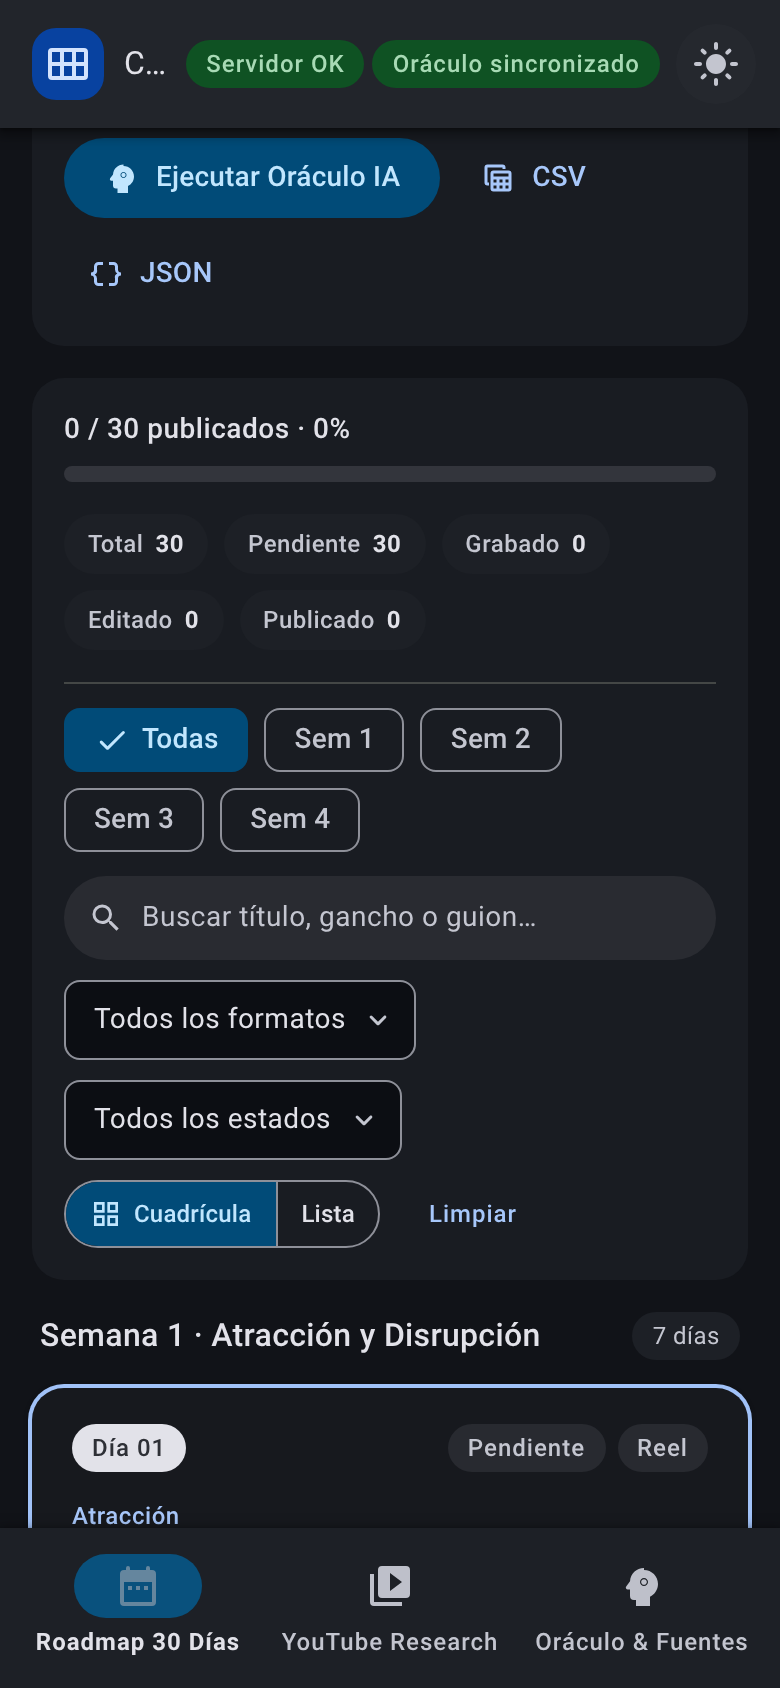 C...
Servidor OK
Oráculo sincronizado
Ejecutar Oráculo IA
CSV
JSON
0 / 30 publicados · 0%
Total 30
Pendiente 30
Grabado 0
Editado 0
Publicado 0
Todas
Sem 1
Sem 2
Sem 3
Sem 4
Buscar título, gancho o guion...
Todos los formatos
Todos los estados
Cuadrícula
Lista
Limpiar
Semana 1 · Atracción y Disrupción
7 días
Día 01
Pendiente
Reel
Atracción
Roadmap 30 Días
YouTube Research
Oráculo & Fuentes